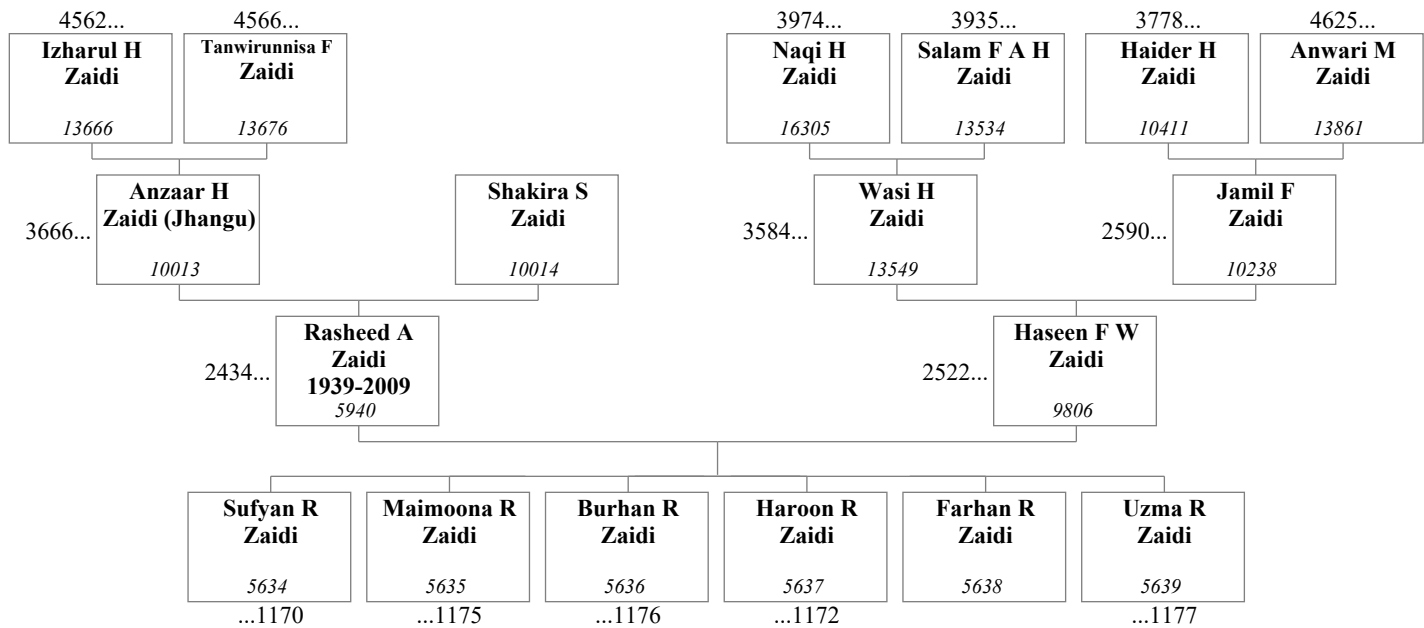 4562...
4566...
3974...
3935...
3778...
4625...
Izharul H
Zaidi
13666
Tanwirunnisa F
Zaidi
13676
Naqi H
Zaidi
16305
Salam F A H
Zaidi
13534
Haider H
Zaidi
10411
Anwari M
Zaidi
13861
3666...
Anzaar H
Zaidi (Jhangu)
10013
Shakira S
Zaidi
10014
3584...
Wasi H
Zaidi
13549
2590...
Jamil F
Zaidi
10238
2434...
Rasheed A
Zaidi
1939-2009
5940
2522...
Haseen F W
Zaidi
9806
Sufyan R
Zaidi
5634
...1170
Maimoona R
Zaidi
5635
...1175
Burhan R
Zaidi
5636
...1176
Haroon R
Zaidi
5637
...1172
Farhan R
Zaidi
5638
Uzma R
Zaidi
5639
...1177